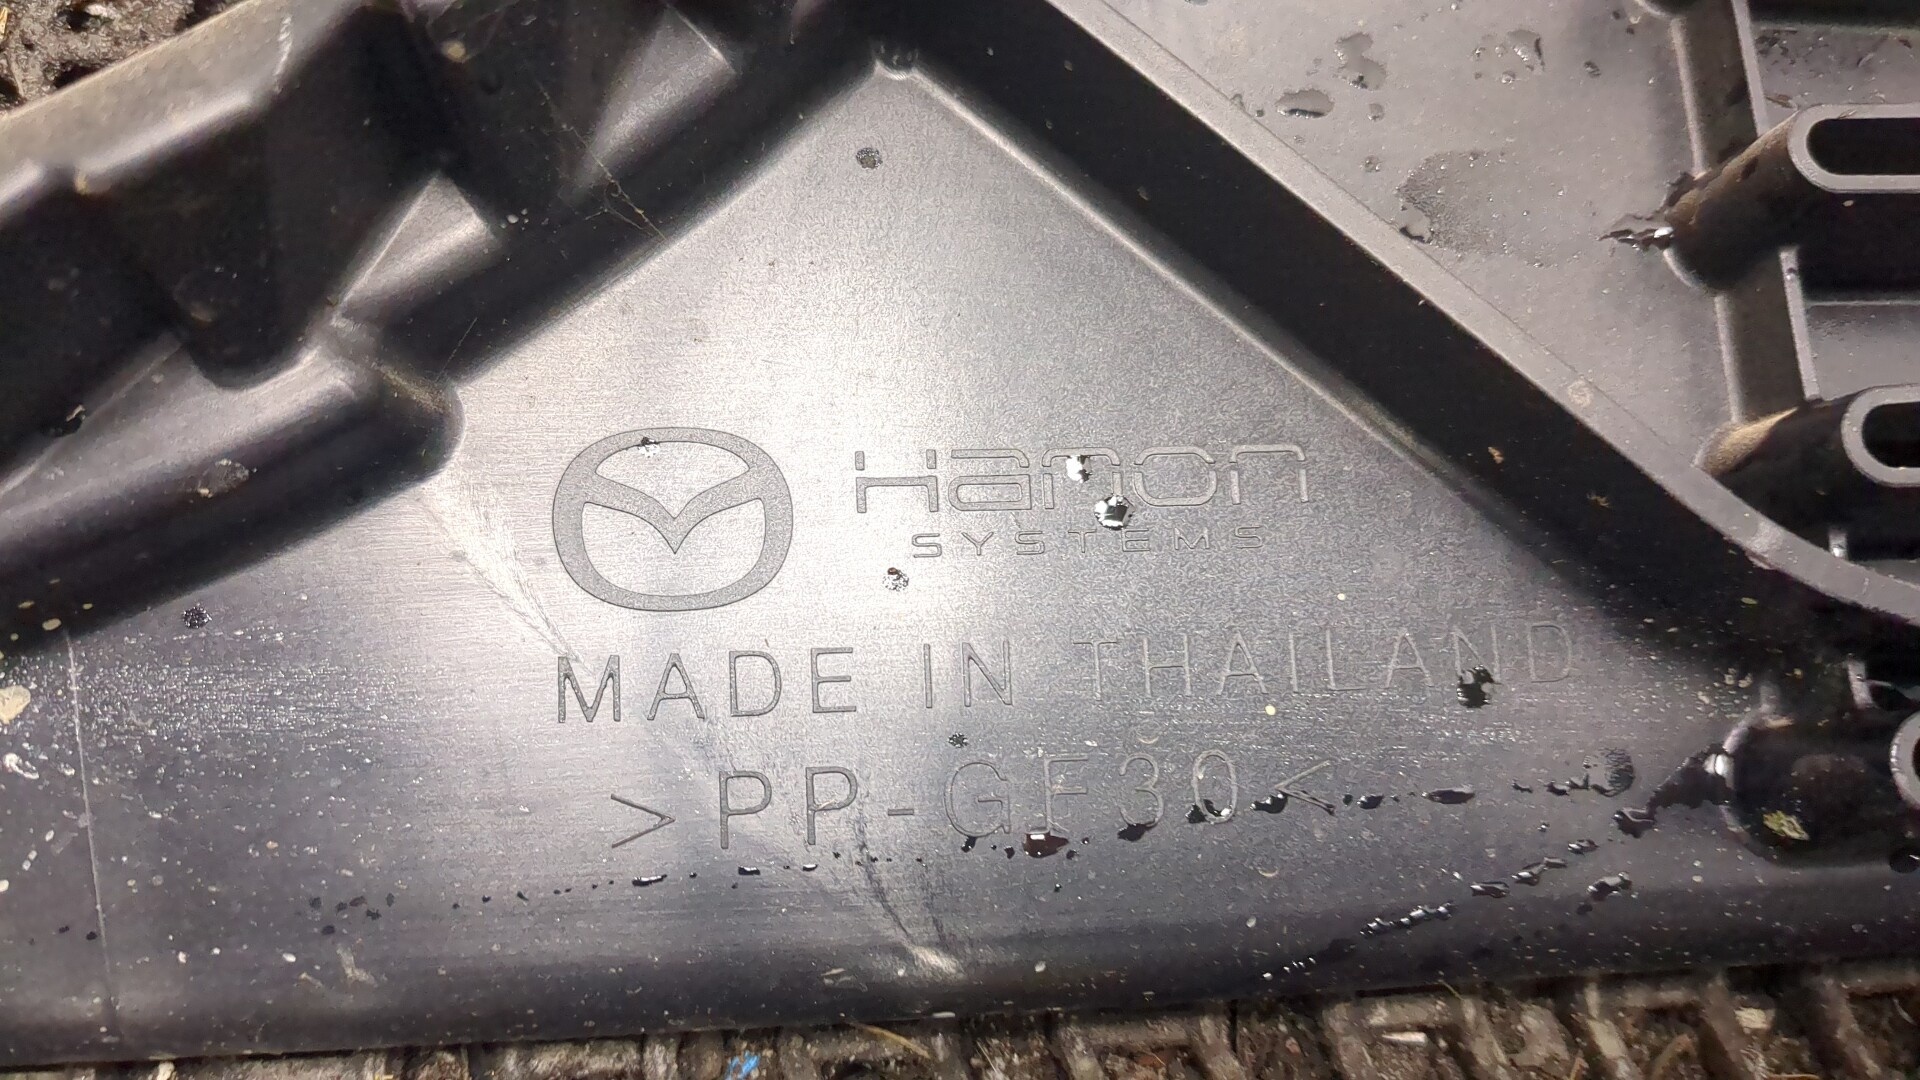 Hanon
SYSTEMS
MADE IN THAILAND
>PP-GF30<